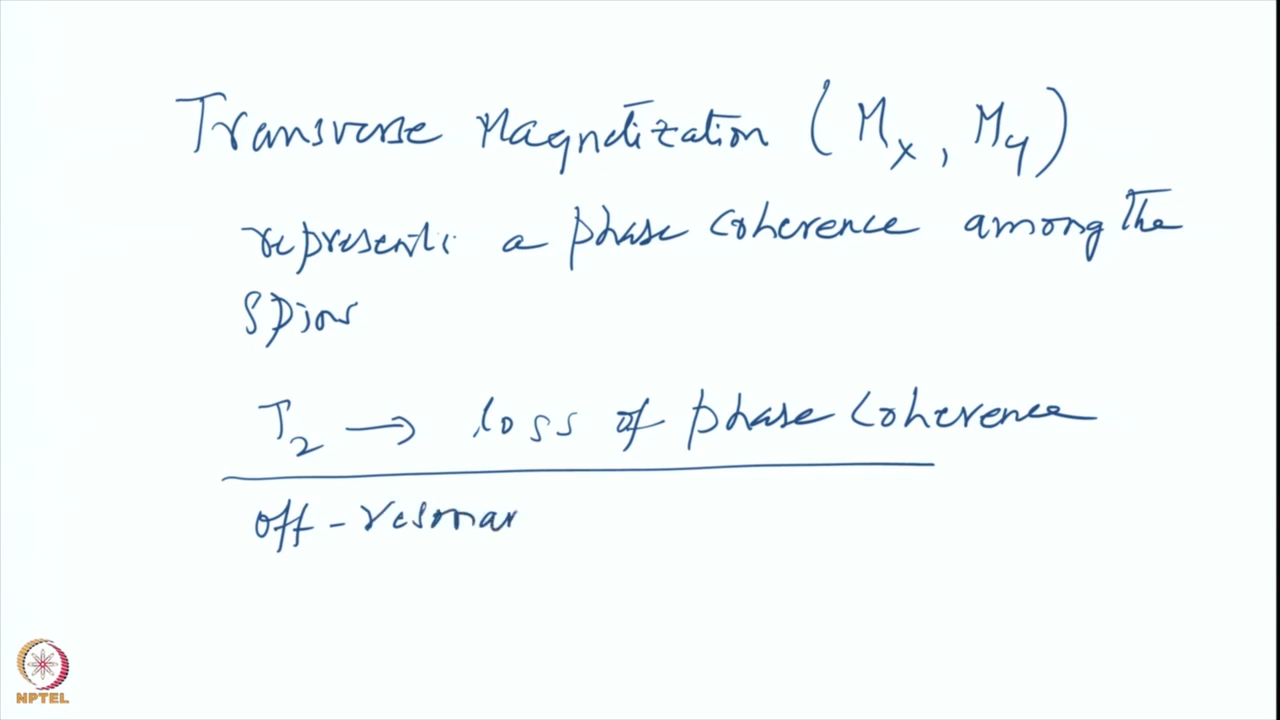 Transverse Magnetization (Mx, My)
represents a phase coherence among the
spins
T2 → loss of phase coherence
off-resonan
NPTEL